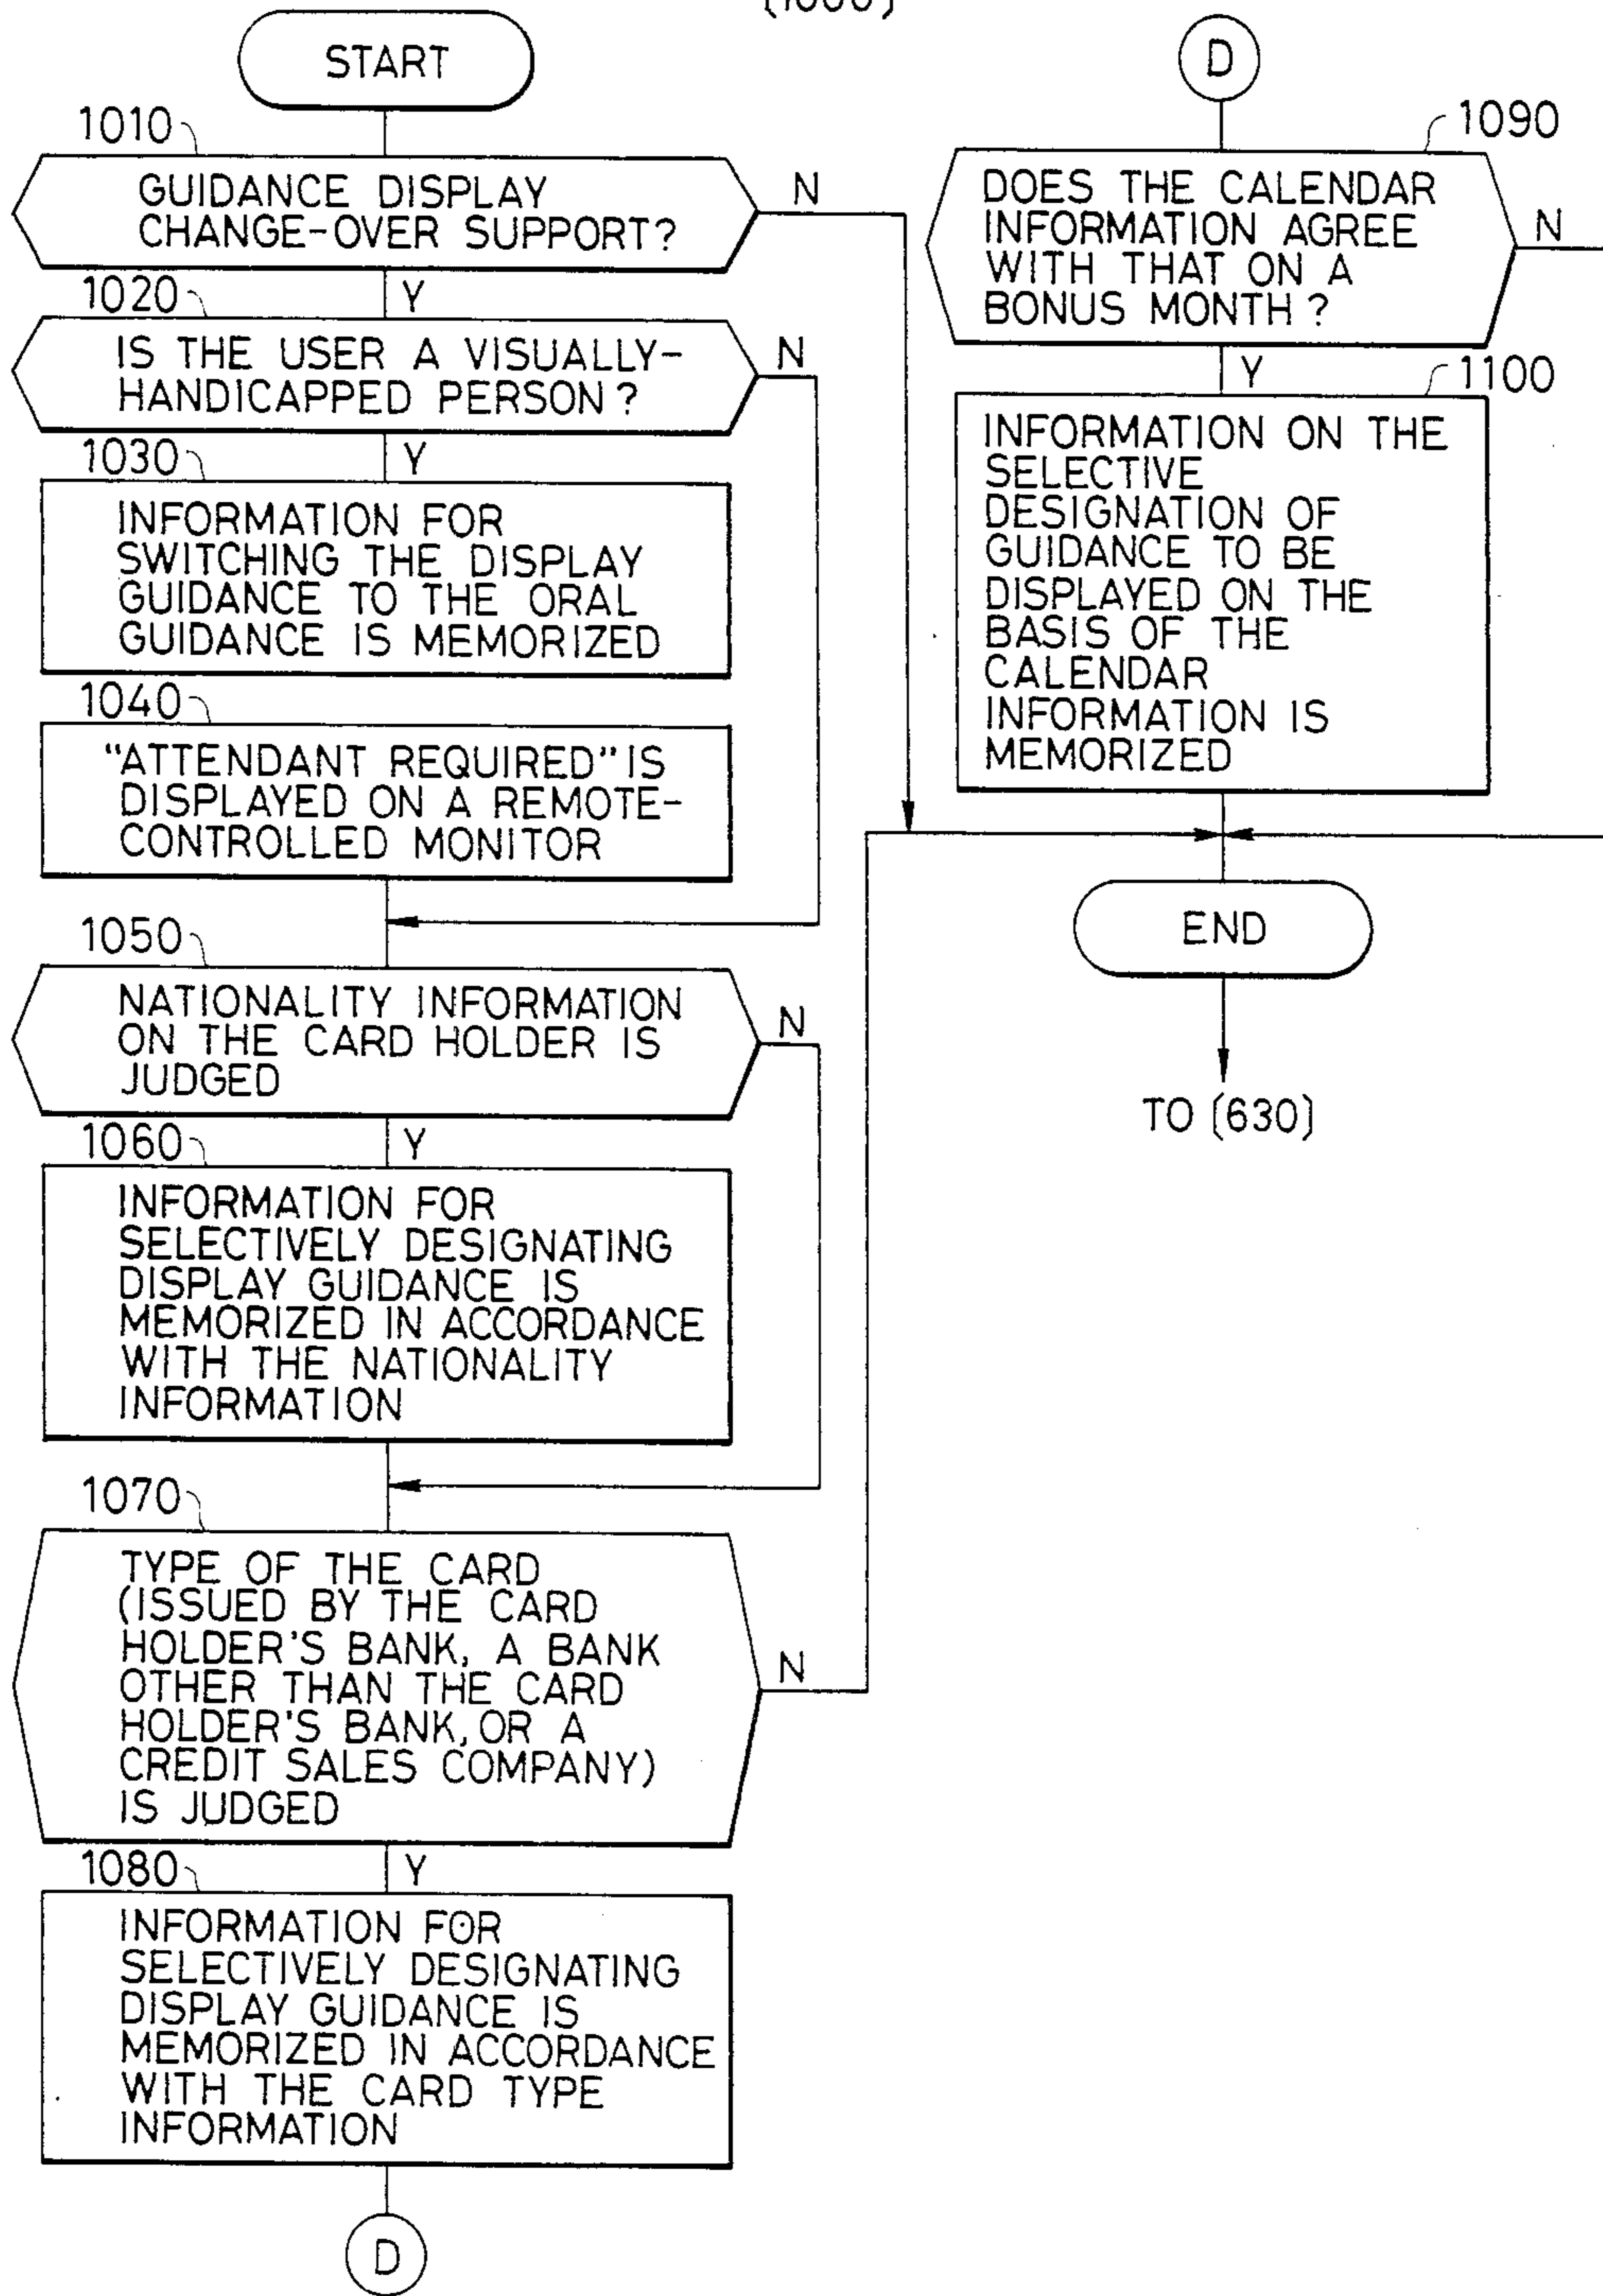 (1000)
START
1010
GUIDANCE DISPLAY
CHANGE-OVER SUPPORT?
N
Y
1020
IS THE USER A VISUALLY-
HANDICAPPED PERSON?
N
Y
1030
INFORMATION FOR
SWITCHING THE DISPLAY
GUIDANCE TO THE ORAL
GUIDANCE IS MEMORIZED
1040
"ATTENDANT REQUIRED" IS
DISPLAYED ON A REMOTE-
CONTROLLED MONITOR
1050
NATIONALITY INFORMATION
ON THE CARD HOLDER IS
JUDGED
N
Y
1060
INFORMATION FOR
SELECTIVELY DESIGNATING
DISPLAY GUIDANCE IS
MEMORIZED IN ACCORDANCE
WITH THE NATIONALITY
INFORMATION
1070
TYPE OF THE CARD
(ISSUED BY THE CARD
HOLDER'S BANK, A BANK
OTHER THAN THE CARD
HOLDER'S BANK, OR A
CREDIT SALES COMPANY)
IS JUDGED
N
Y
1080
INFORMATION FOR
SELECTIVELY DESIGNATING
DISPLAY GUIDANCE IS
MEMORIZED IN ACCORDANCE
WITH THE CARD TYPE
INFORMATION
D
D
1090
DOES THE CALENDAR
INFORMATION AGREE
WITH THAT ON A
BONUS MONTH?
N
Y
1100
INFORMATION ON THE
SELECTIVE
DESIGNATION OF
GUIDANCE TO BE
DISPLAYED ON THE
BASIS OF THE
CALENDAR
INFORMATION IS
MEMORIZED
END
TO (630)